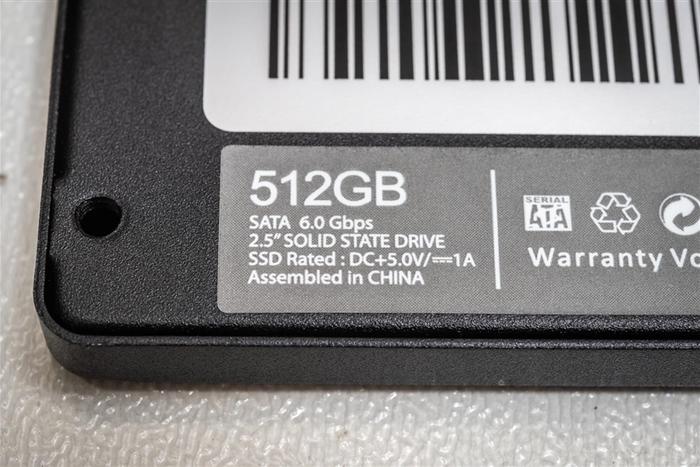 512GB
SATA 6.0 Gbps
2.5" SOLID STATE DRIVE
SSD Rated : DC+5.0V/⎓1A
Assembled in CHINA
SERIAL
ATA
Warranty